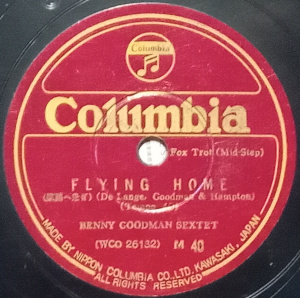 Columbia
Columbia
Fox Trot (Mid-Step)
FLYING HOME
(De Lange, Goodman & Hampton)
BENNY GOODMAN SEXTET
(WCO 26132) M 40
MADE BY NIPPON COLUMBIA CO., LTD. KAWASAKI, JAPAN
ALL RIGHTS RESERVED